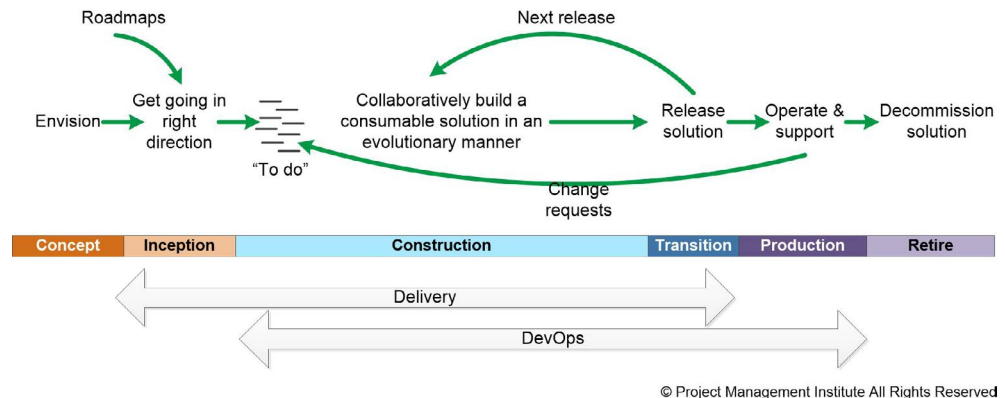 Roadmaps
Next release
Envision
Get going in
right
direction
“To do”
Collaboratively build a
consumable solution in an
evolutionary manner
Release
solution
Operate &
support
Decommission
solution
Change
requests
Concept
Inception
Construction
Transition
Production
Retire
Delivery
DevOps
© Project Management Institute All Rights Reserved